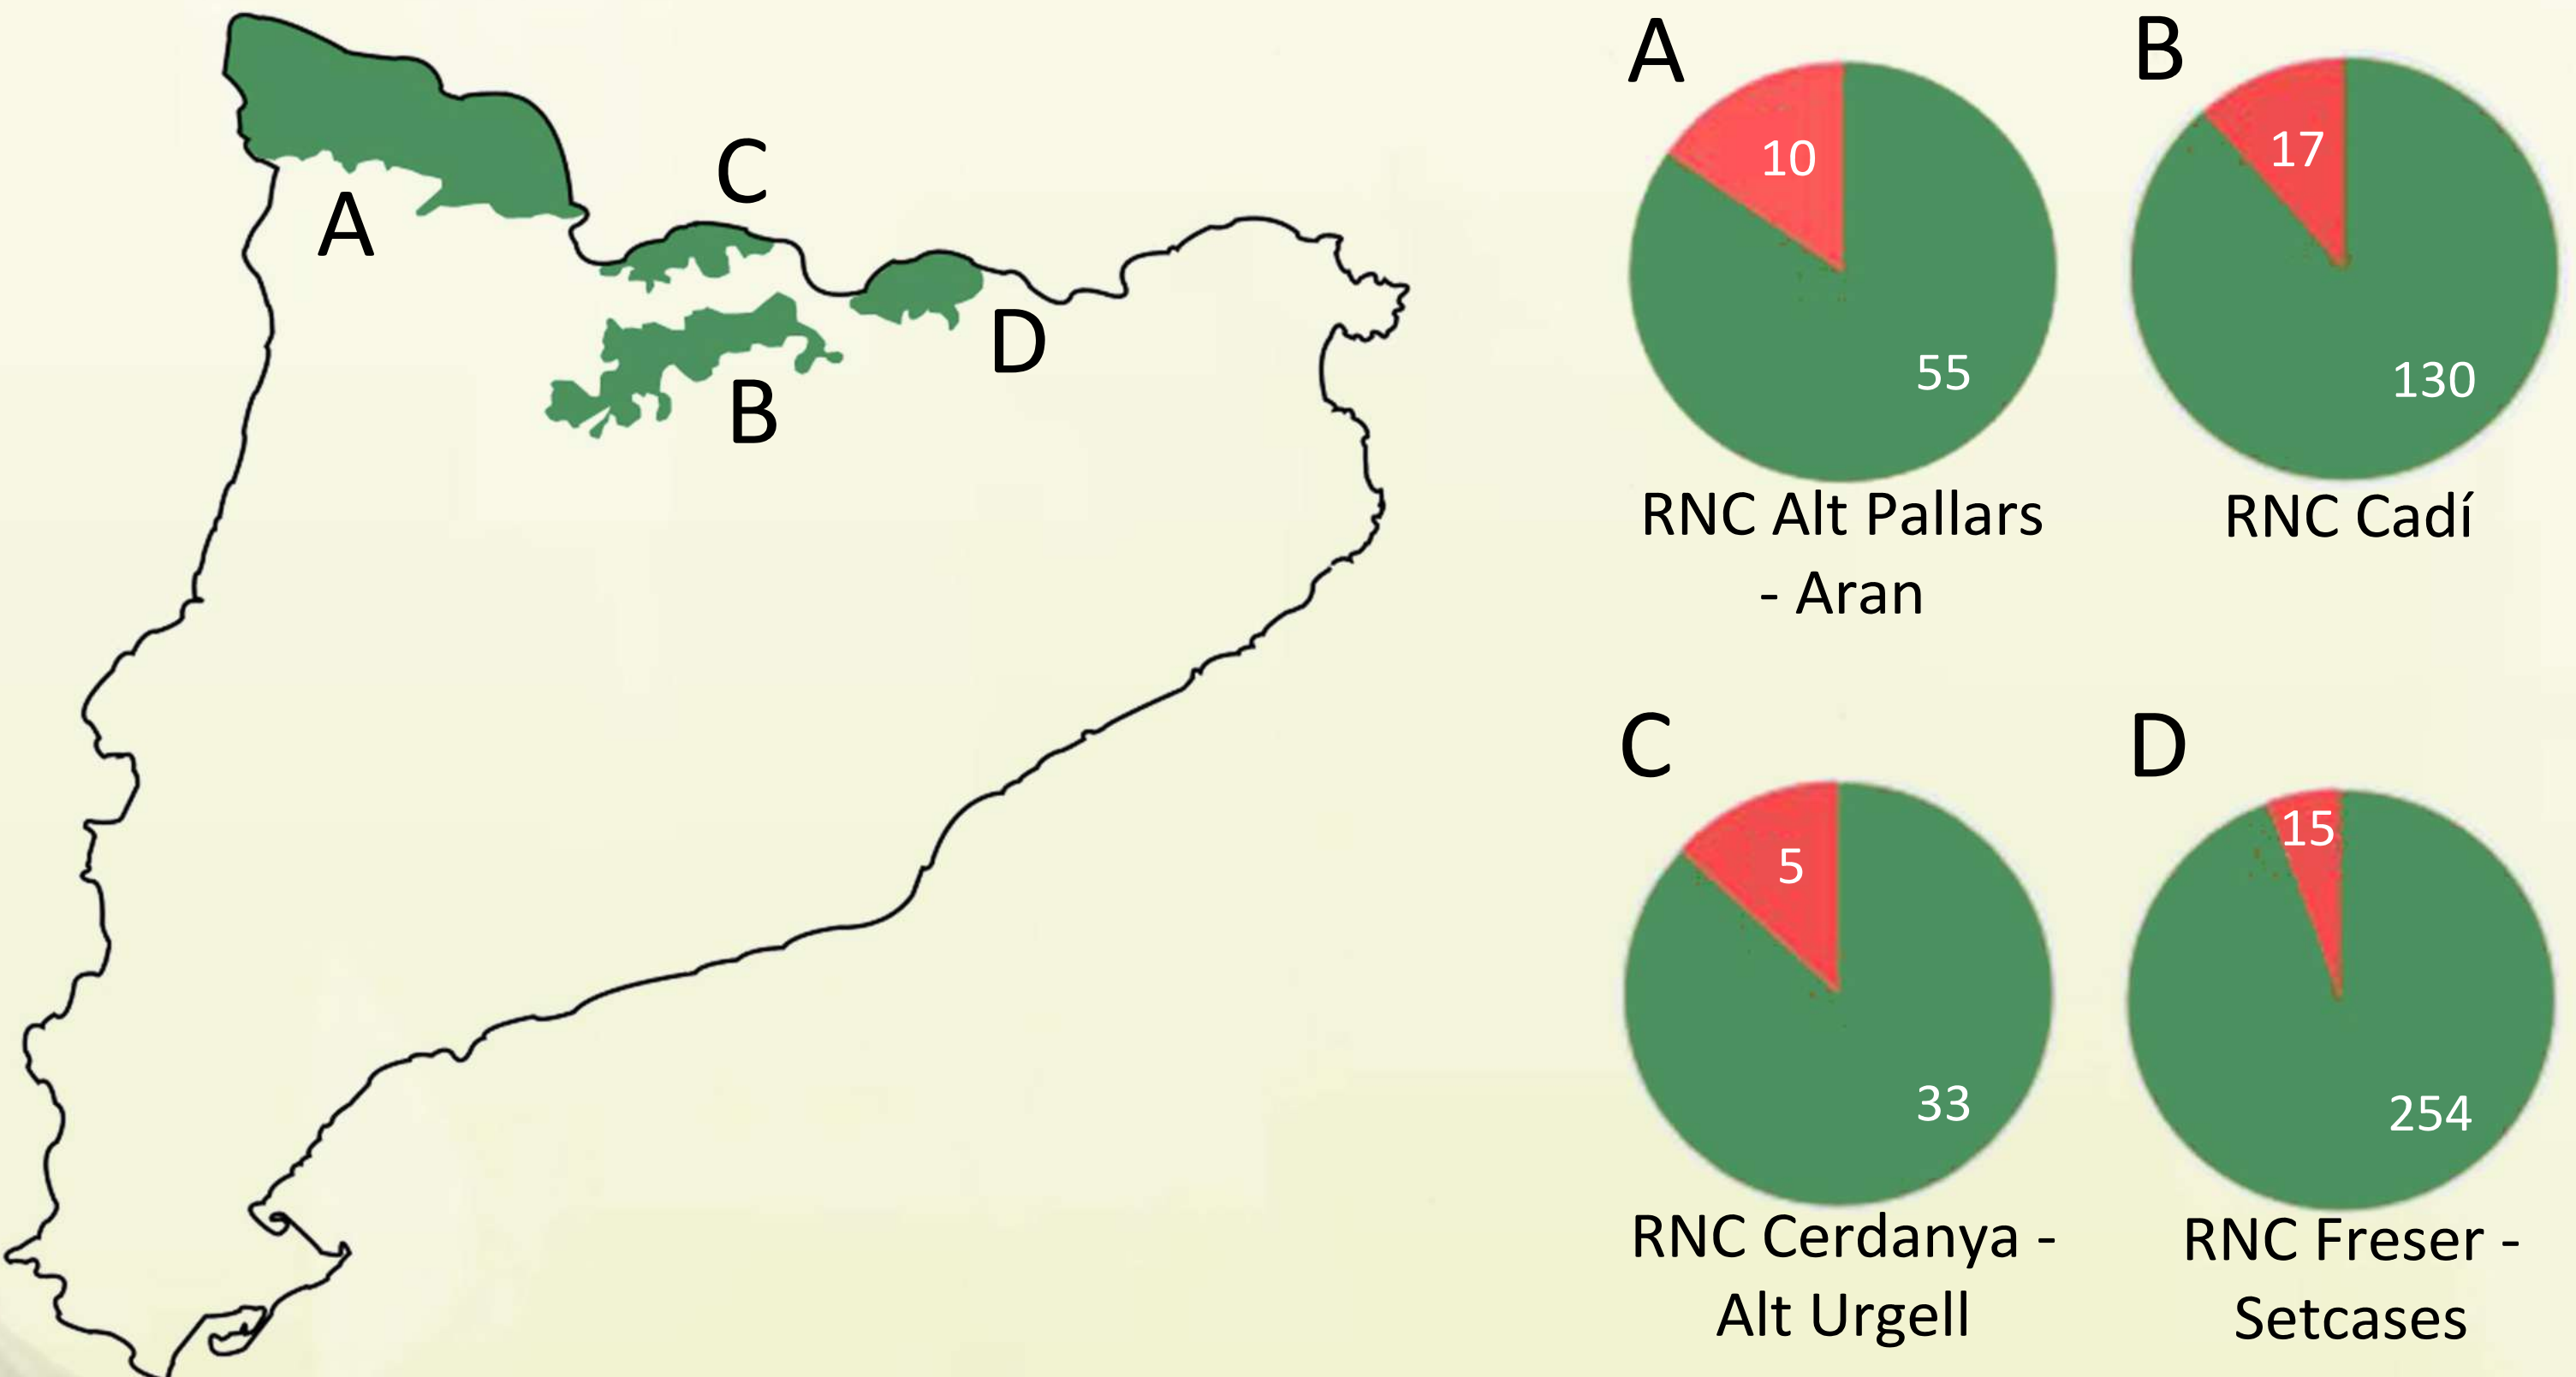 A
C
B
D
A
10
55
RNC Alt Pallars
- Aran
B
17
130
RNC Cadí
C
5
33
RNC Cerdanya -
Alt Urgell
D
15
254
RNC Freser -
Setcases